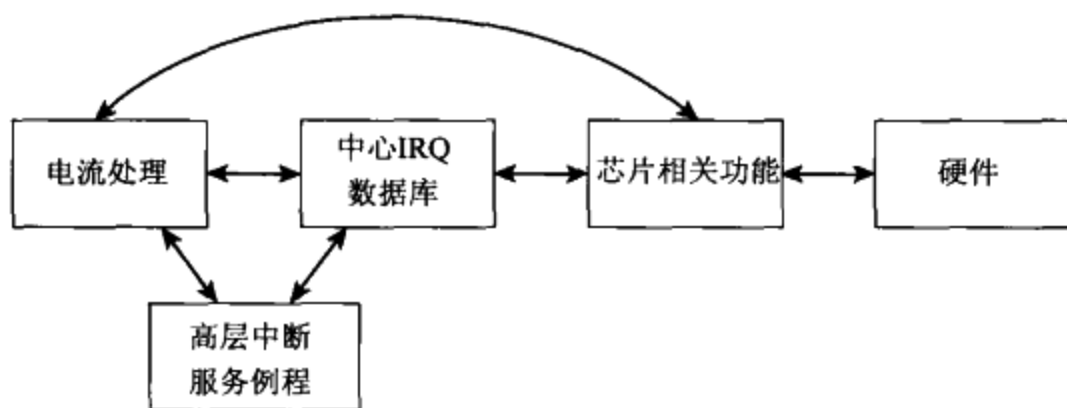 电流处理
中心IRQ
数据库
芯片相关功能
硬件
高层中断
服务例程